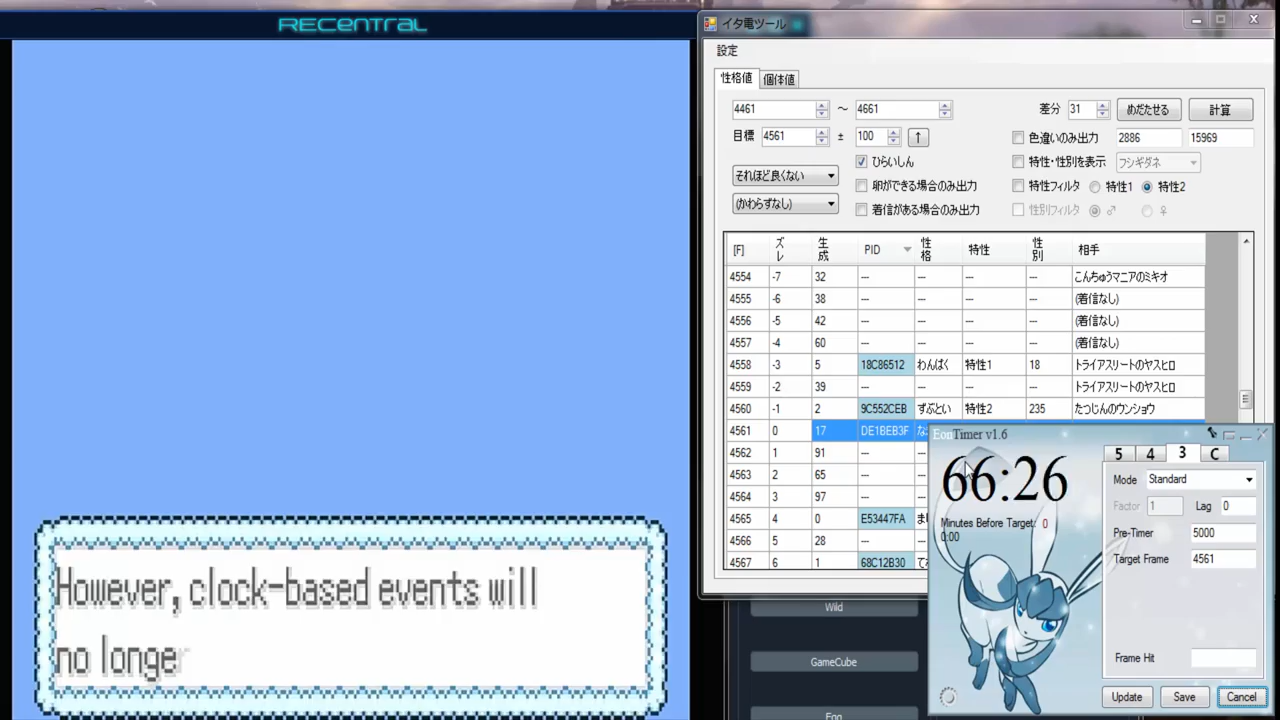 RECentral
イタ電ツール
設定
性格値 個体値
4461 ～ 4661 差分 31 めだたせる 計算
目標 4561 ± 100 ↑ 色違いのみ出力 2886 15969
ひらいしん 特性・性別を表示 フシギダネ
それほど良くない 卵ができる場合のみ出力 特性フィルタ 特性1 特性2
(かわらずなし) 着信がある場合のみ出力 性別フィルタ ♂ ♀
[F] ズレ 生成 PID 性格 特性 性別 相手
4554 -7 32 --- --- --- --- こんちゅうマニアのミキオ
4555 -6 38 --- --- --- --- (着信なし)
4556 -5 42 --- --- --- --- (着信なし)
4557 -4 60 --- --- --- --- (着信なし)
4558 -3 5 18C86512 わんぱく 特性1 18 トライアスリートのヤスヒロ
4559 -2 39 --- --- --- --- トライアスリートのヤスヒロ
4560 -1 2 9C552CEB ずぶとい 特性2 235 たつじんのウンショウ
4561 0 17 DE1BEB3F
4562 1 91 ---
4563 2 65 ---
4564 3 97 ---
4565 4 0 E53447FA
4566 5 28 ---
4567 6 1 68C12B30
EonTimer v1.6
5 4 3 C
66:26
Minutes Before Target: 0
0:00
Mode Standard
Factor 1 Lag 0
Pre-Timer 5000
Target Frame 4561
Frame Hit
Update Save Cancel
Wild
GameCube
Egg
However, clock-based events will
no longer